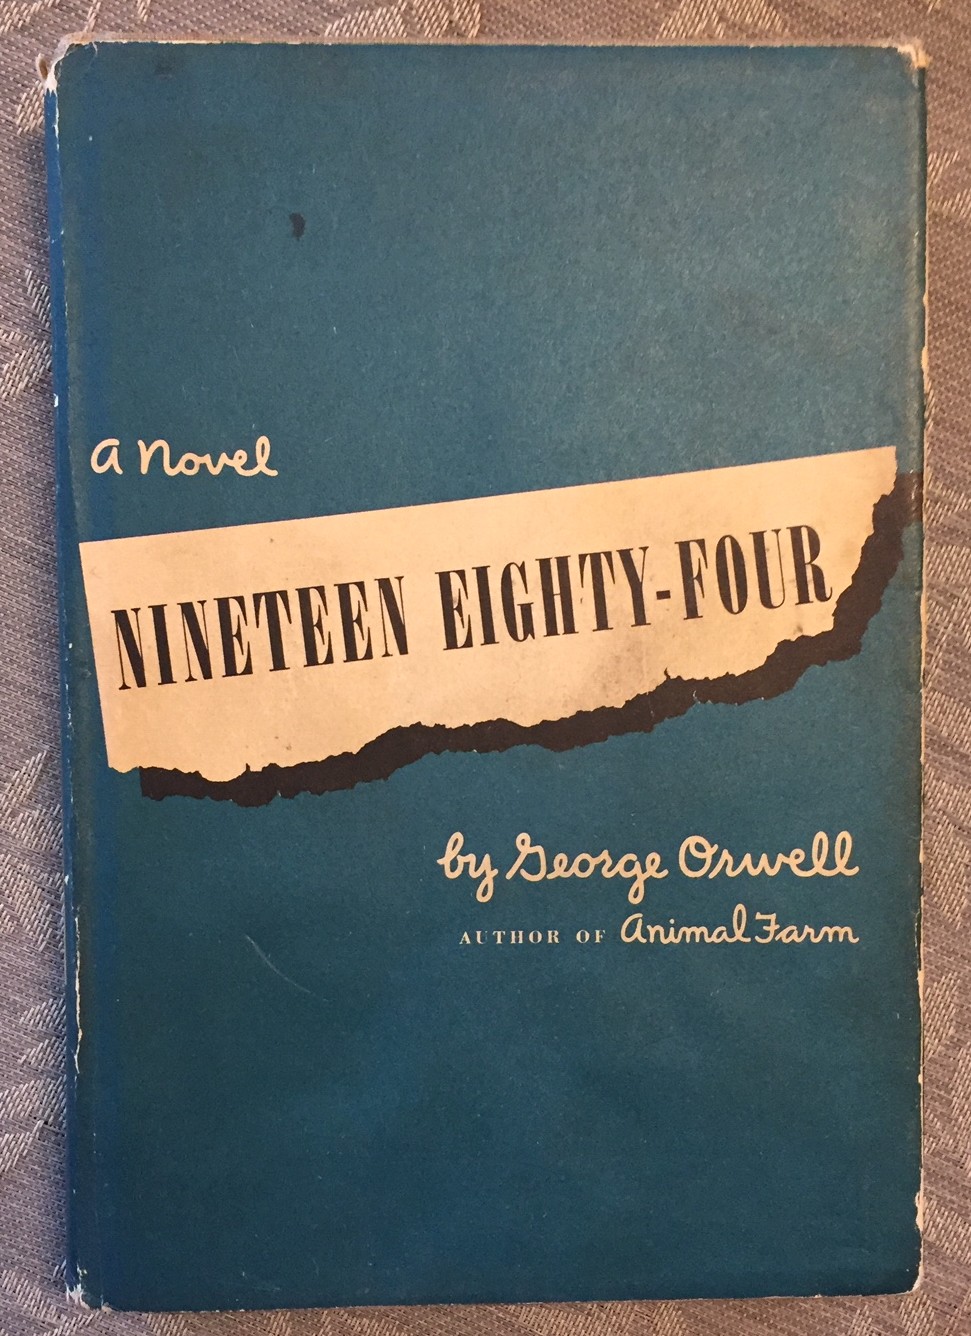 a Novel
NINETEEN EIGHTY-FOUR
by George Orwell
AUTHOR OF Animal Farm